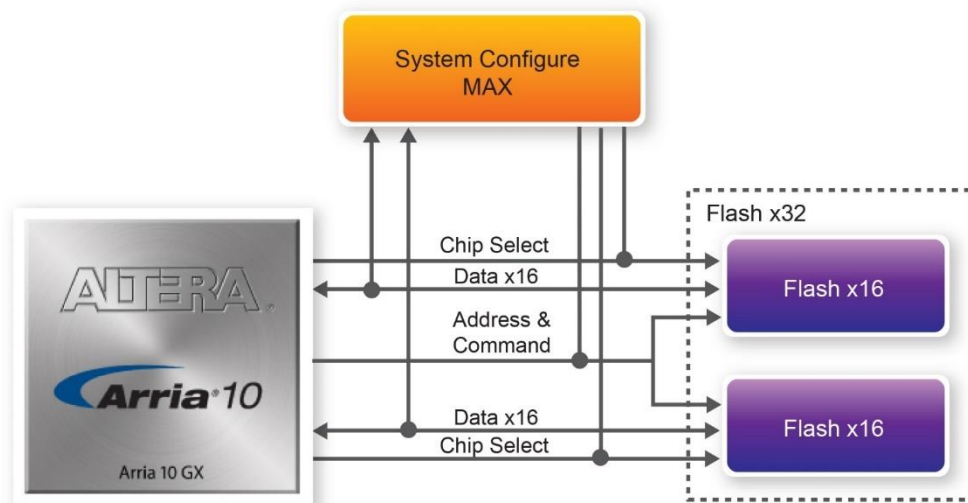 System Configure
MAX
Flash x32
Chip Select
Data x16
Flash x16
Address &
Command
ALTERA®
Arria® 10
Data x16
Flash x16
Chip Select
Arria 10 GX